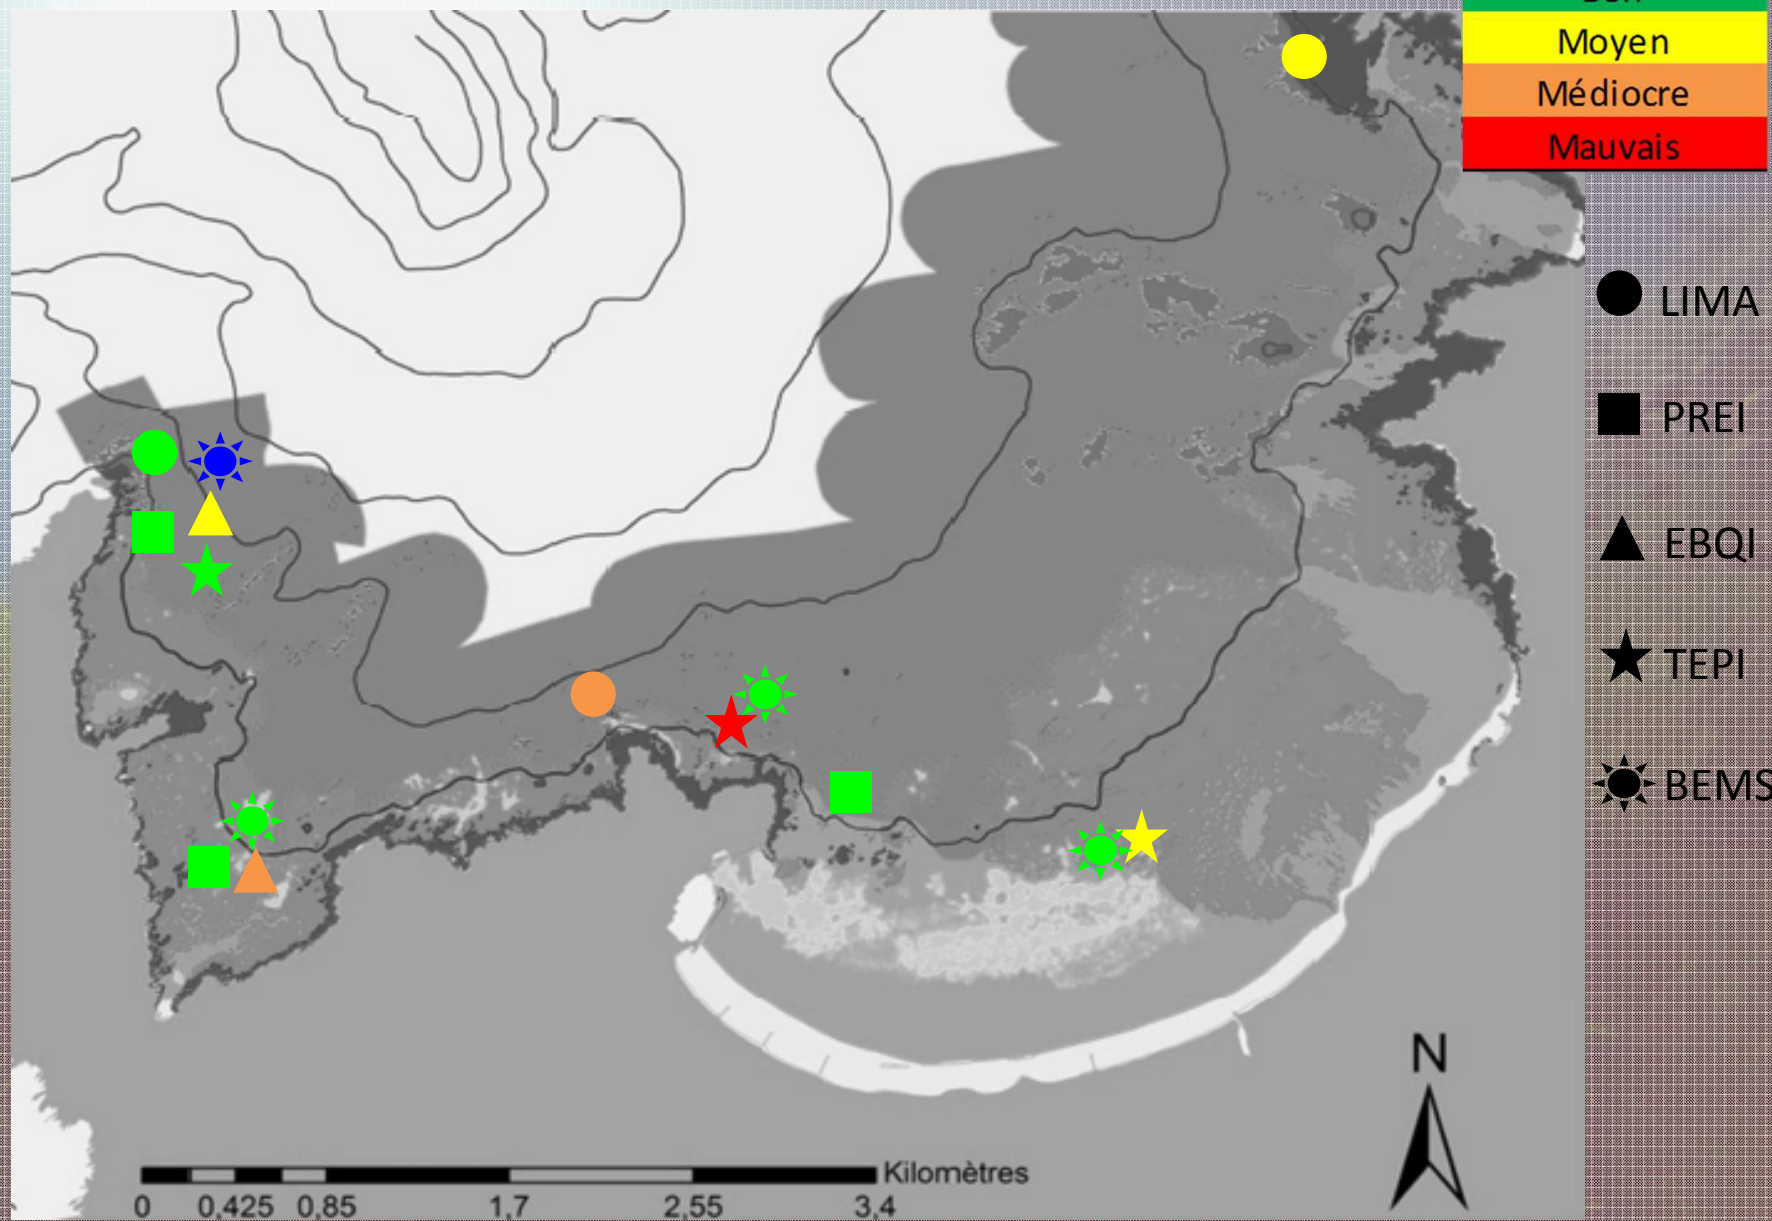 Moyen
Médiocre
Mauvais
LIMA
PREI
EBQI
TEPI
BEMS
N
Kilomètres
0 0,425 0,85 1,7 2,55 3,4